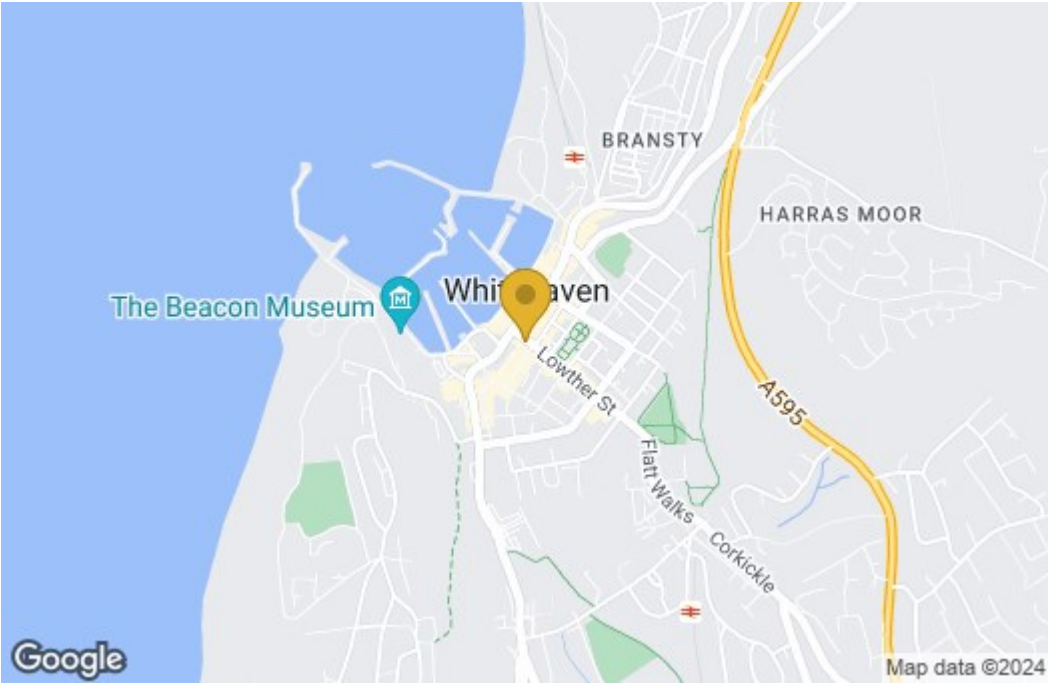 BRANSTY
HARRAS MOOR
Whitehaven
The Beacon Museum
M
Lowther St
A595
Flatt Walks
Corkickle
Google
Map data ©2024